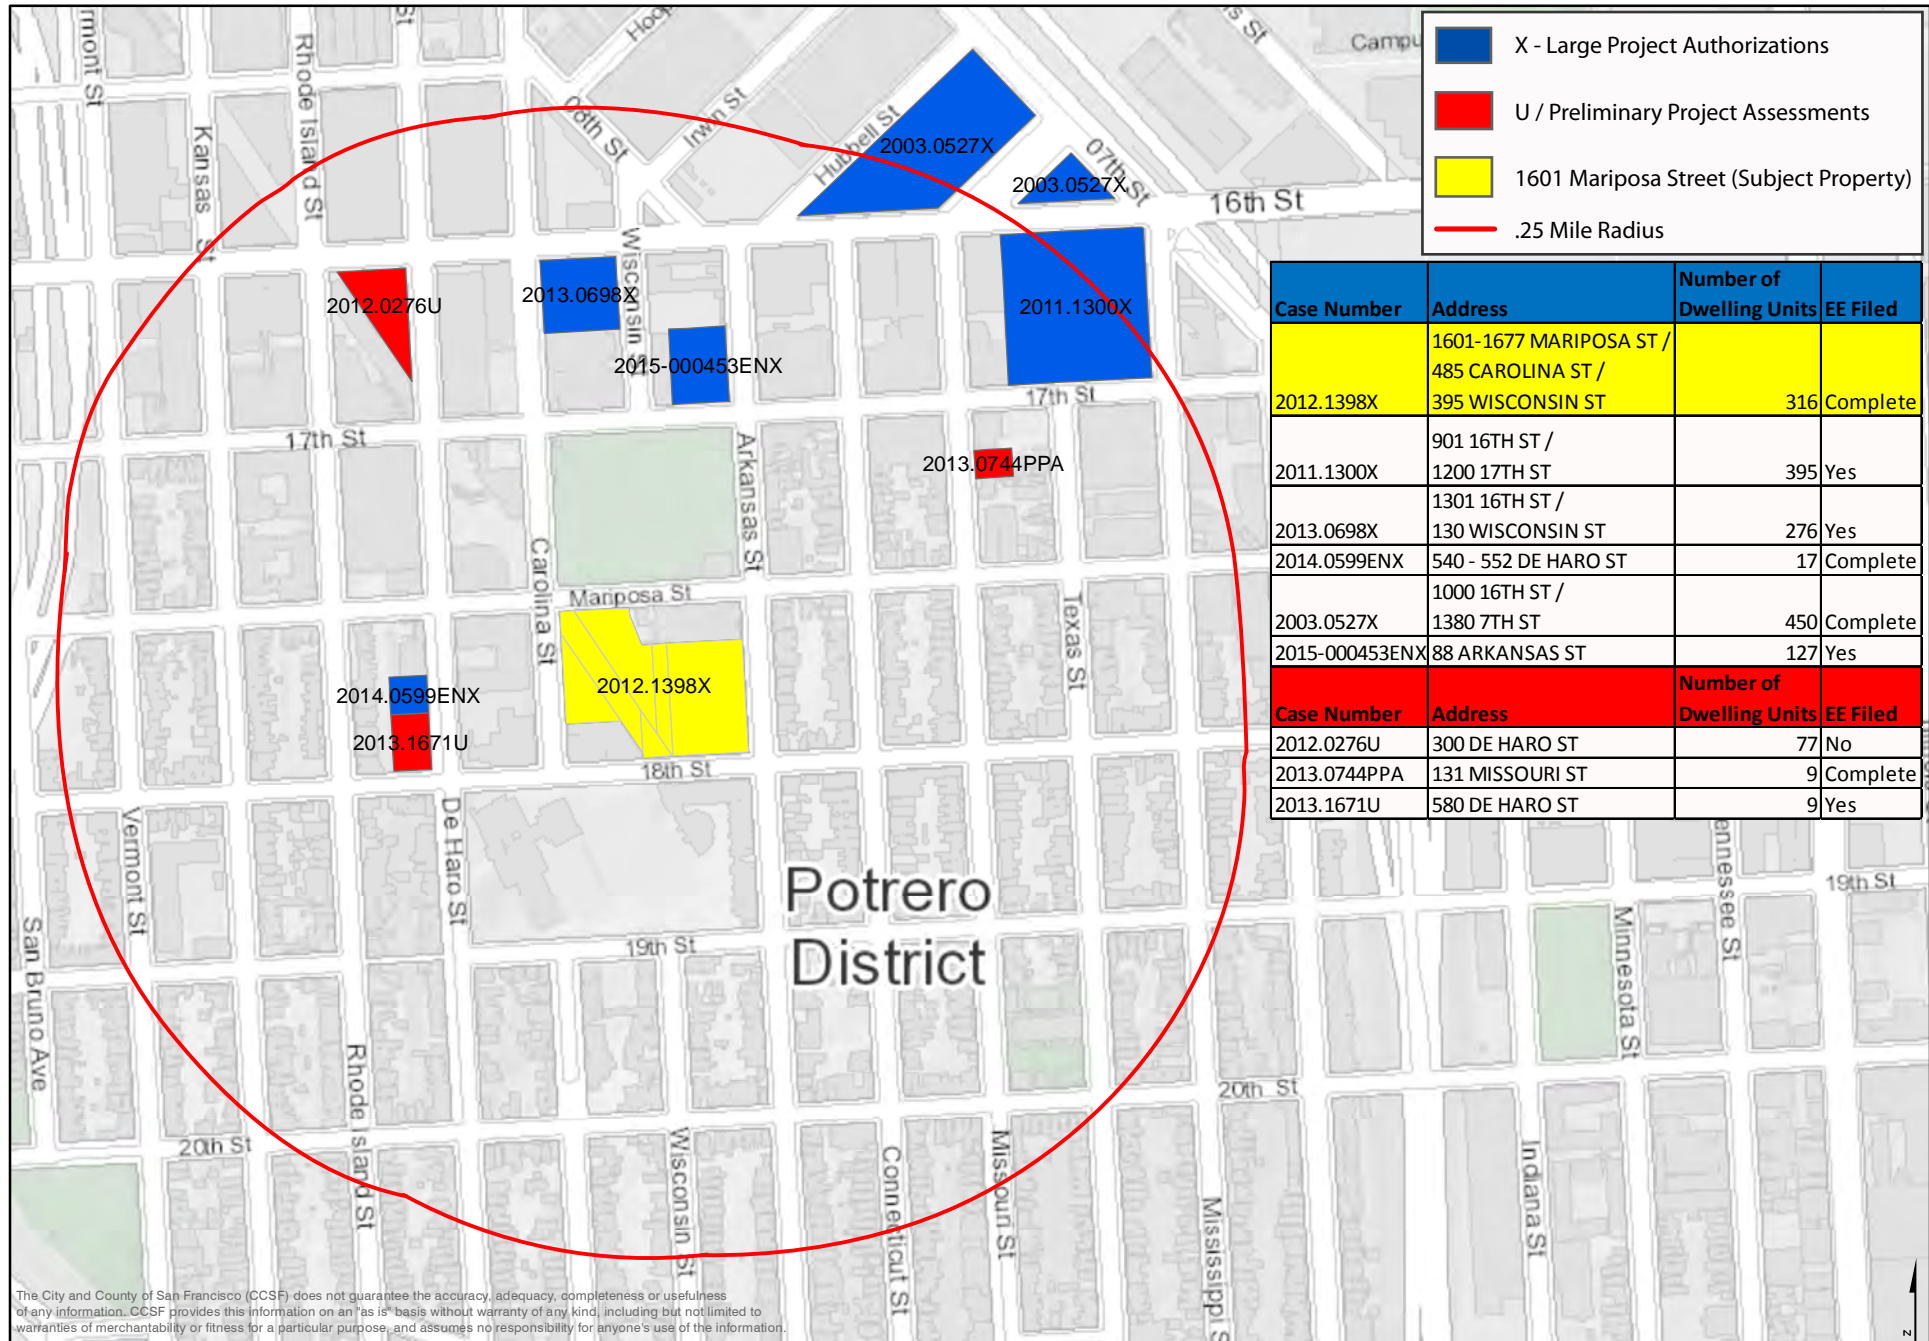 X - Large Project Authorizations
U / Preliminary Project Assessments
1601 Mariposa Street (Subject Property)
.25 Mile Radius
Case Number Address Number of Dwelling Units EE Filed
2012.1398X 1601-1677 MARIPOSA ST / 485 CAROLINA ST / 395 WISCONSIN ST 316 Complete
2011.1300X 901 16TH ST / 1200 17TH ST 395 Yes
2013.0698X 1301 16TH ST / 130 WISCONSIN ST 276 Yes
2014.0599ENX 540 - 552 DE HARO ST 17 Complete
2003.0527X 1000 16TH ST / 1380 7TH ST 450 Complete
2015-000453ENX 88 ARKANSAS ST 127 Yes
Case Number Address Number of Dwelling Units EE Filed
2012.0276U 300 DE HARO ST 77 No
2013.0744PPA 131 MISSOURI ST 9 Complete
2013.1671U 580 DE HARO ST 9 Yes
Kansas St
Rhode Island St
08th St
Irwin St
Hubbell St
2003.0527X
2003.0527X
07th St
16th St
2012.0276U
2013.0698X
Wisconsin St
2015-000453ENX
2011.1300X
17th St
17th St
2013.0744PPA
Arkansas St
Carolina St
Mariposa St
Texas St
2014.0599ENX
2013.1671U
2012.1398X
18th St
Vermont St
De Haro St
Potrero
District
19th St
19th St
San Bruno Ave
Minnesota St
20th St
20th St
Rhode Island St
Wisconsin St
Connecticut St
Missouri St
Mississippi S
Indiana St
The City and County of San Francisco (CCSF) does not guarantee the accuracy, adequacy, completeness or usefulness
of any information. CCSF provides this information on an "as is" basis without warranty of any kind, including but not limited to
warranties of merchantability or fitness for a particular purpose, and assumes no responsibility for anyone's use of the information.
z